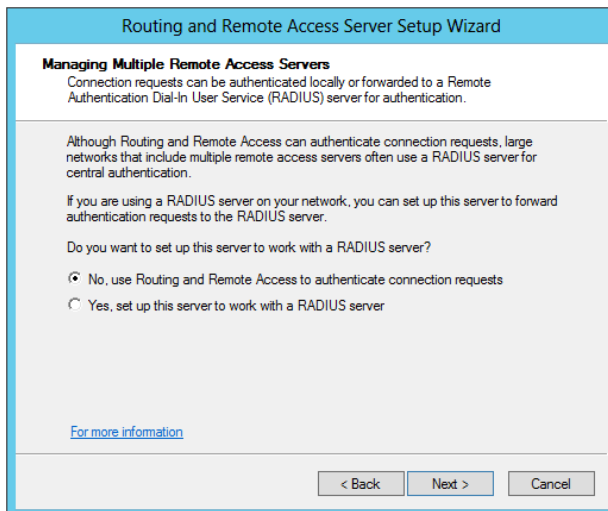 Routing and Remote Access Server Setup Wizard
Managing Multiple Remote Access Servers
Connection requests can be authenticated locally or forwarded to a Remote
Authentication Dial-In User Service (RADIUS) server for authentication.
Although Routing and Remote Access can authenticate connection requests, large
networks that include multiple remote access servers often use a RADIUS server for
central authentication.
If you are using a RADIUS server on your network, you can set up this server to forward
authentication requests to the RADIUS server.
Do you want to set up this server to work with a RADIUS server?
No, use Routing and Remote Access to authenticate connection requests
Yes, set up this server to work with a RADIUS server
For more information
< Back Next > Cancel